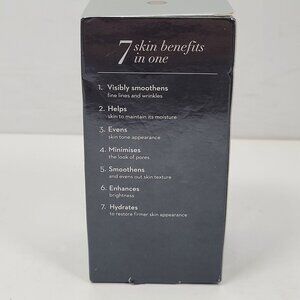 7 skin benefits
in one
1. Visibly smoothens
fine lines and wrinkles
2. Helps
skin to maintain its moisture
3. Evens
skin tone appearance
4. Minimises
the look of pores
5. Smoothens
and evens out skin texture
6. Enhances
brightness
7. Hydrates
to restore firmer skin appearance